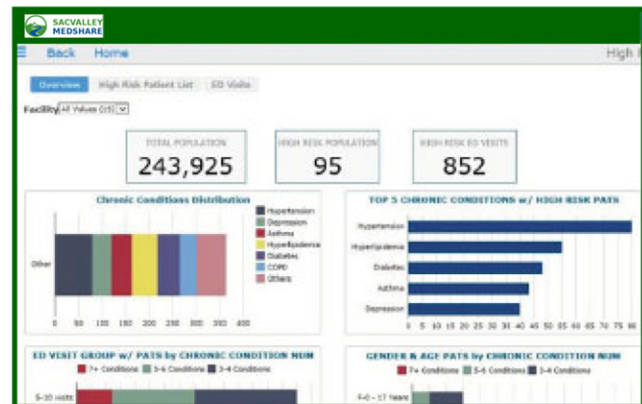 SACVALLEY
MEDSHARE
Back Home High
Overview High Risk Patient List ED Visits
Facility All Values (15)
TOTAL POPULATION
243,925
HIGH RISK POPULATION
95
HIGH RISK ED VISITS
852
Chronic Conditions Distribution
Hypertension
Depression
Asthma
Hyperlipidemia
Diabetes
COPD
Others
Other
0 50 100 150 200 250 300 350 400
TOP 5 CHRONIC CONDITIONS w/ HIGH RISK PATS
Hypertension
Hyperlipidemia
Diabetes
Asthma
Depression
0 5 10 15 20 25 30 35 40 45 50 55 60 65 70 75 80
ED VISIT GROUP w/ PATS by CHRONIC CONDITION NUM
7+ Conditions 5-6 Conditions 3-4 Conditions
5-10 visits
GENDER & AGE PATS by CHRONIC CONDITION NUM
7+ Conditions 5-6 Conditions 3-4 Conditions
F-0 - 17 Years